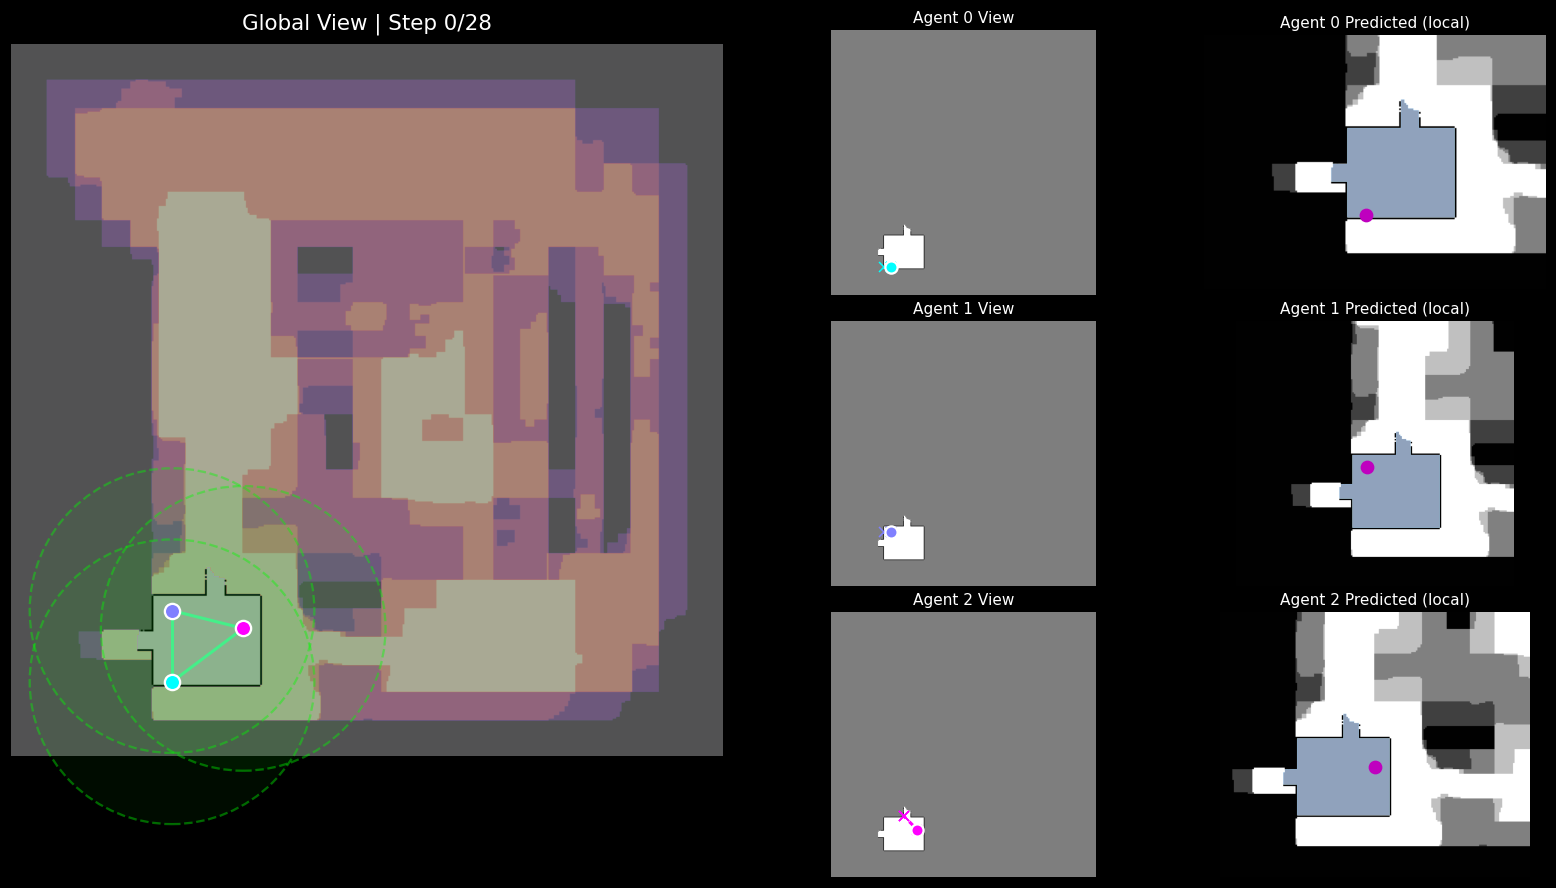 Global View | Step 0/28
Agent 0 View
Agent 0 Predicted (local)
Agent 1 View
Agent 1 Predicted (local)
Agent 2 View
Agent 2 Predicted (local)